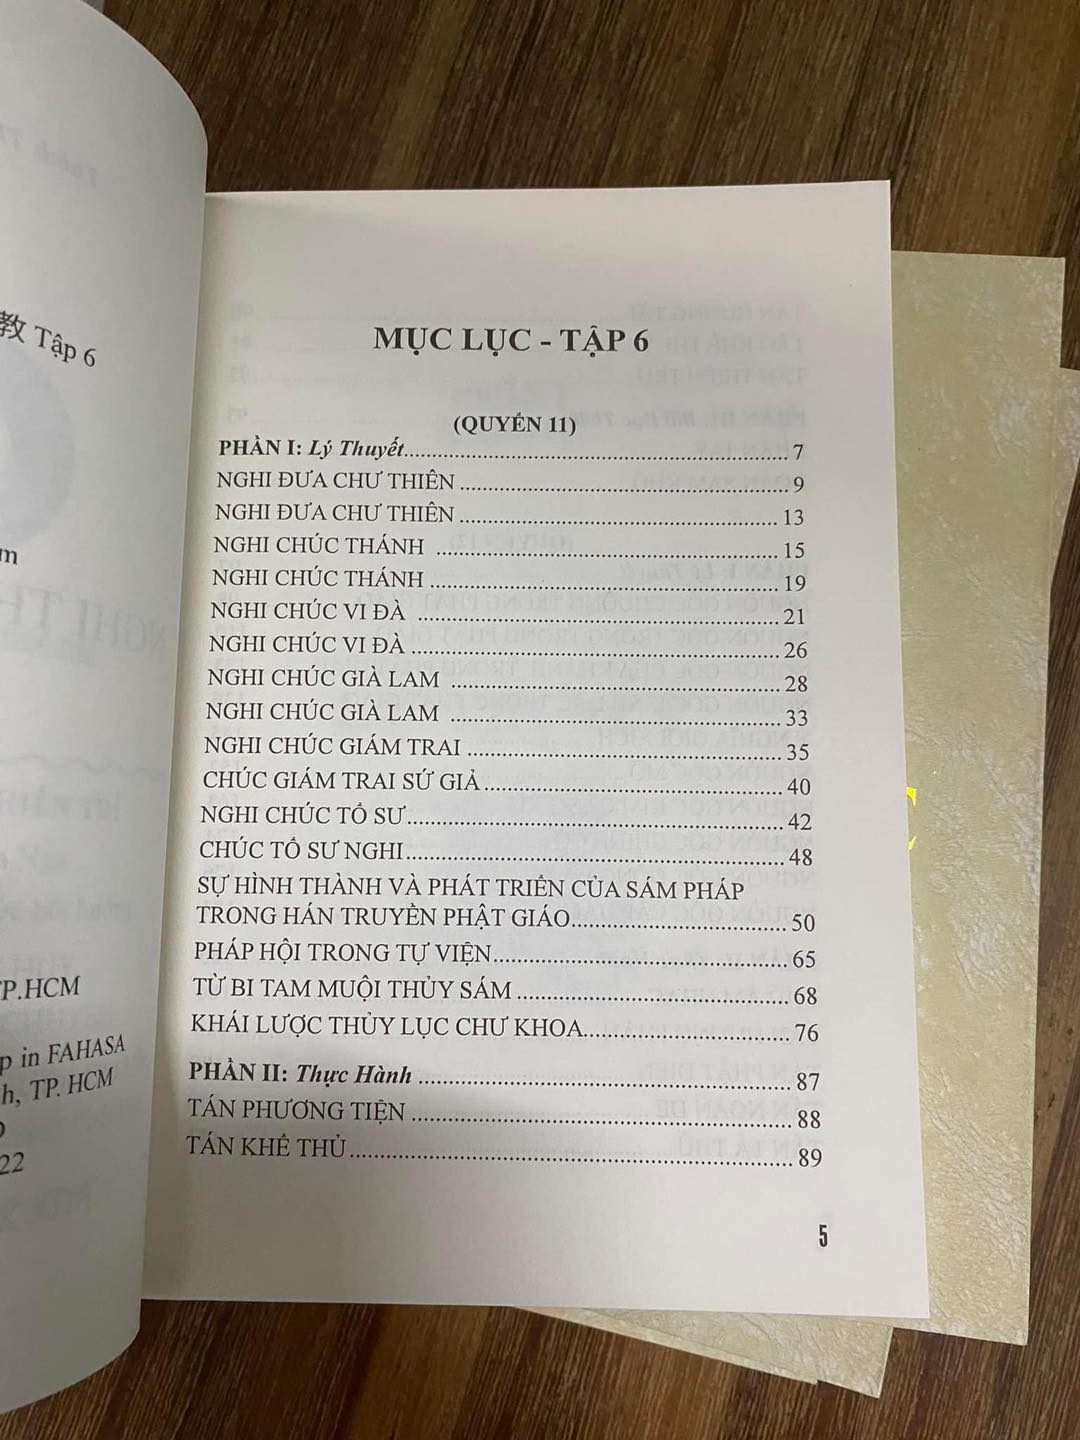 教 Tập 6
TP.HCM
p in FAHASA
h, TP. HCM
22
MỤC LỤC - TẬP 6
(QUYỂN 11)
PHẦN I: Lý Thuyết 7
NGHI ĐƯA CHƯ THIÊN 9
NGHI ĐƯA CHƯ THIÊN 13
NGHI CHÚC THÁNH 15
NGHI CHÚC THÁNH 19
NGHI CHÚC VI ĐÀ 21
NGHI CHÚC VI ĐÀ 26
NGHI CHÚC GIÀ LAM 28
NGHI CHÚC GIÀ LAM 33
NGHI CHÚC GIÁM TRAI 35
CHÚC GIÁM TRAI SỨ GIẢ 40
NGHI CHÚC TỔ SƯ 42
CHÚC TỔ SƯ NGHI 48
SỰ HÌNH THÀNH VÀ PHÁT TRIỂN CỦA SÁM PHÁP
TRONG HÁN TRUYỀN PHẬT GIÁO 50
PHÁP HỘI TRONG TỰ VIỆN 65
TỪ BI TAM MUỘI THỦY SÁM 68
KHÁI LƯỢC THỦY LỤC CHƯ KHOA 76
PHẦN II: Thực Hành 87
TÁN PHƯƠNG TIỆN 88
TÁN KHÊ THỦ 89
5